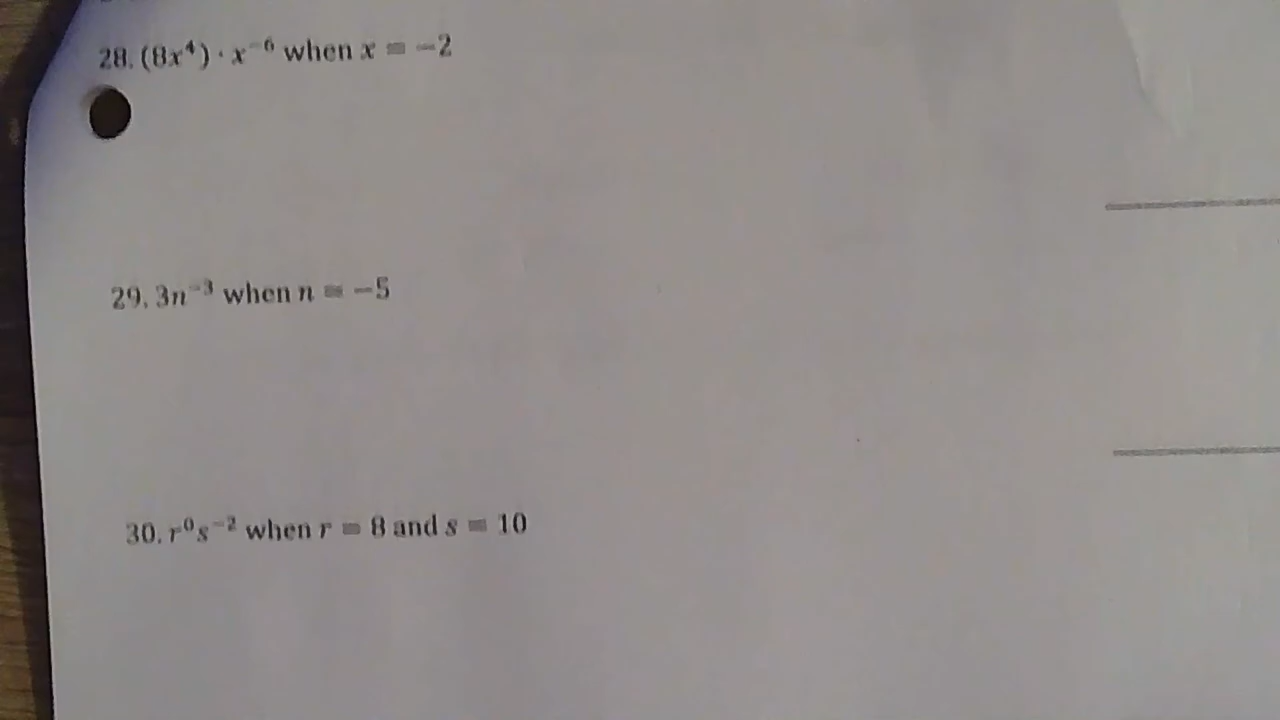 28. (8x⁴) · x⁻⁶ when x = −2
29. 3n⁻³ when n = −5
30. r⁰s⁻² when r = 8 and s = 10